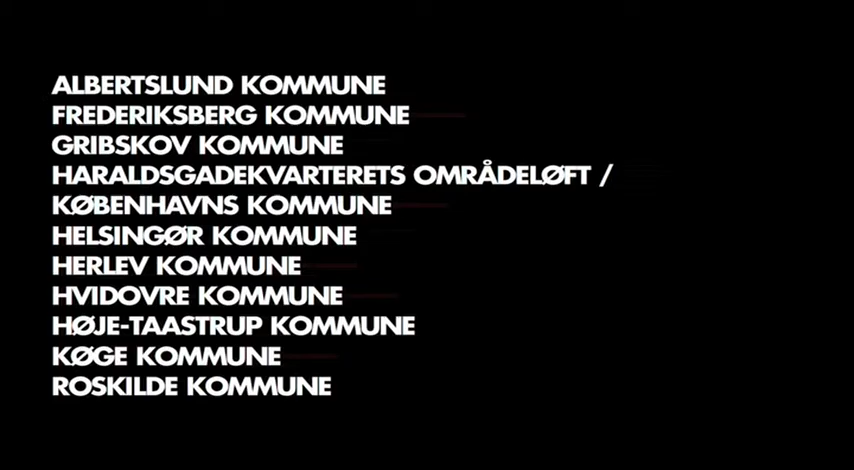 ALBERTSLUND KOMMUNE
FREDERIKSBERG KOMMUNE
GRIBSKOV KOMMUNE
HARALDSGADEKVARTERETS OMRÅDELØFT /
KØBENHAVNS KOMMUNE
HELSINGØR KOMMUNE
HERLEV KOMMUNE
HVIDOVRE KOMMUNE
HØJE-TAASTRUP KOMMUNE
KØGE KOMMUNE
ROSKILDE KOMMUNE